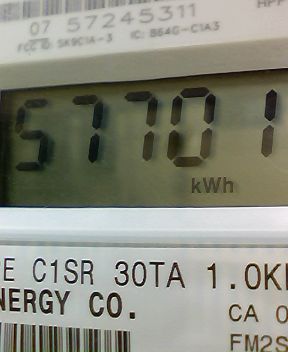 07 57245311
FCC ID: SK9C1A-3 IC: 864G-C1A3
57701
kWh
PE C1SR 30TA 1.0K
NERGY CO.
CA 0
FM2S